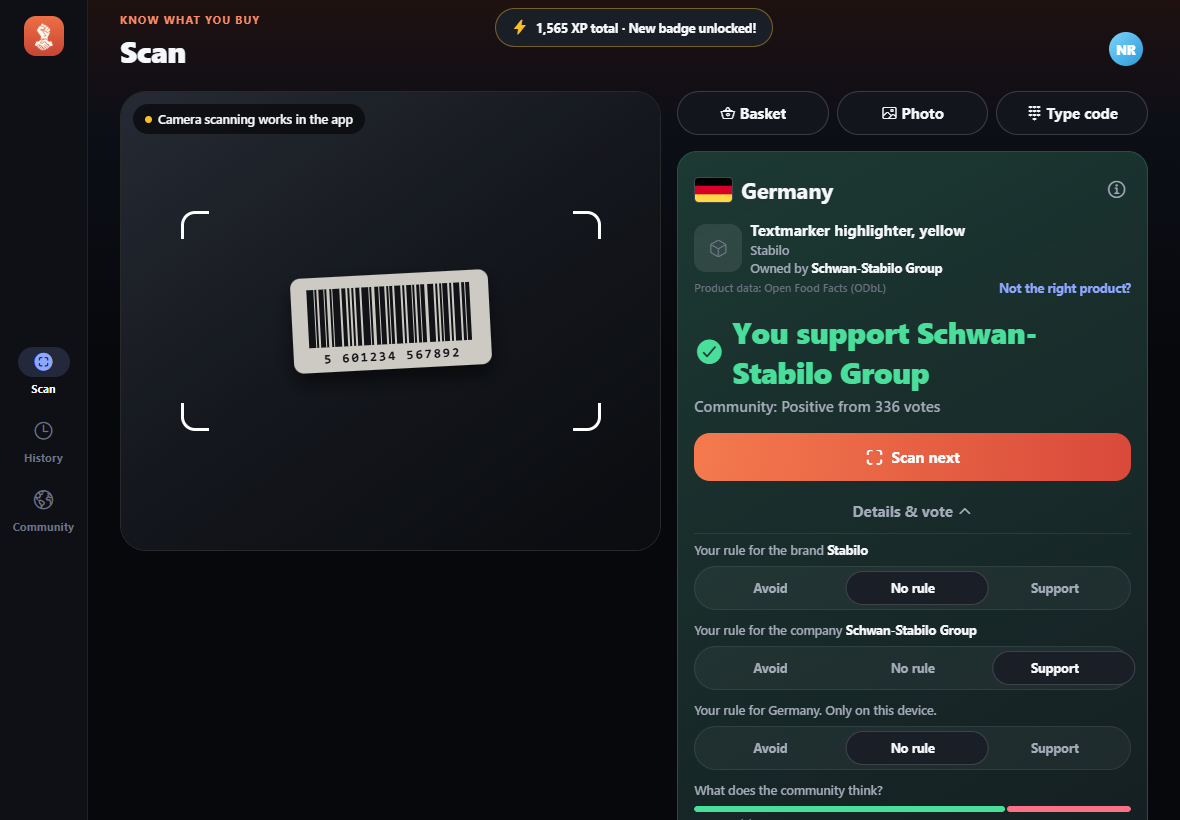 KNOW WHAT YOU BUY
Scan
1,565 XP total · New badge unlocked!
NR
Camera scanning works in the app
5 601234 567892
Scan
History
Community
Basket
Photo
Type code
Germany
Textmarker highlighter, yellow
Stabilo
Owned by Schwan-Stabilo Group
Product data: Open Food Facts (ODbL)
Not the right product?
You support Schwan-
Stabilo Group
Community: Positive from 336 votes
Scan next
Details & vote
Your rule for the brand Stabilo
Avoid
No rule
Support
Your rule for the company Schwan-Stabilo Group
Avoid
No rule
Support
Your rule for Germany. Only on this device.
Avoid
No rule
Support
What does the community think?